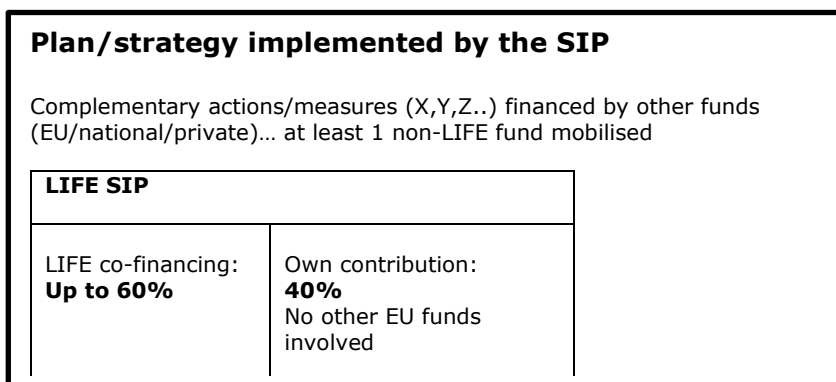 Plan/strategy implemented by the SIP
Complementary actions/measures (X,Y,Z..) financed by other funds
(EU/national/private)… at least 1 non-LIFE fund mobilised
LIFE SIP
LIFE co-financing:
Up to 60%
Own contribution:
40%
No other EU funds
involved